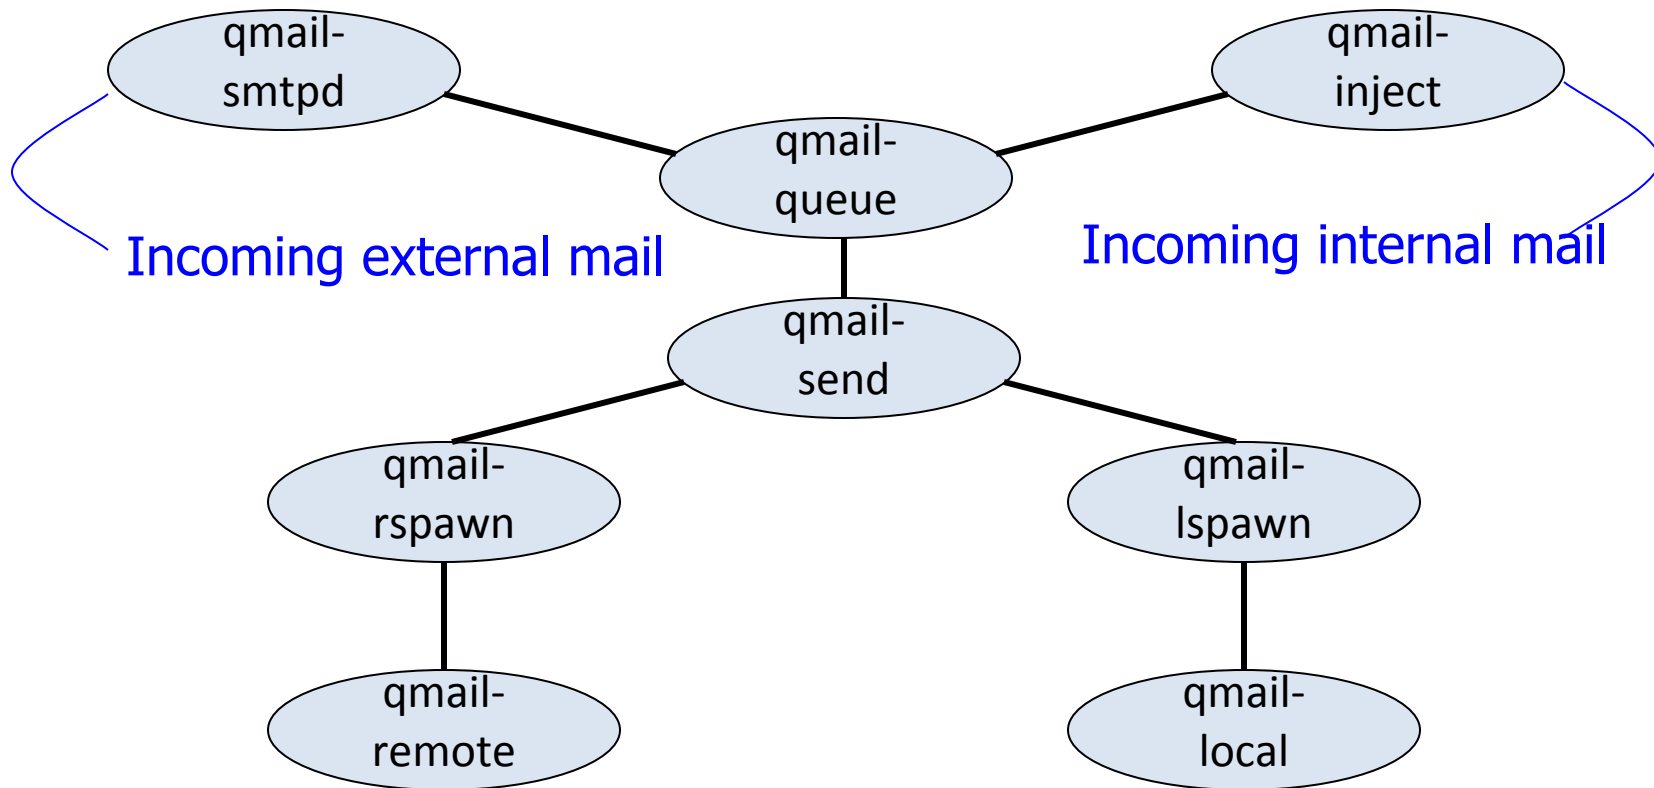 qmail-
smtpd
qmail-
inject
qmail-
queue
Incoming external mail
Incoming internal mail
qmail-
send
qmail-
rspawn
qmail-
lspawn
qmail-
remote
qmail-
local